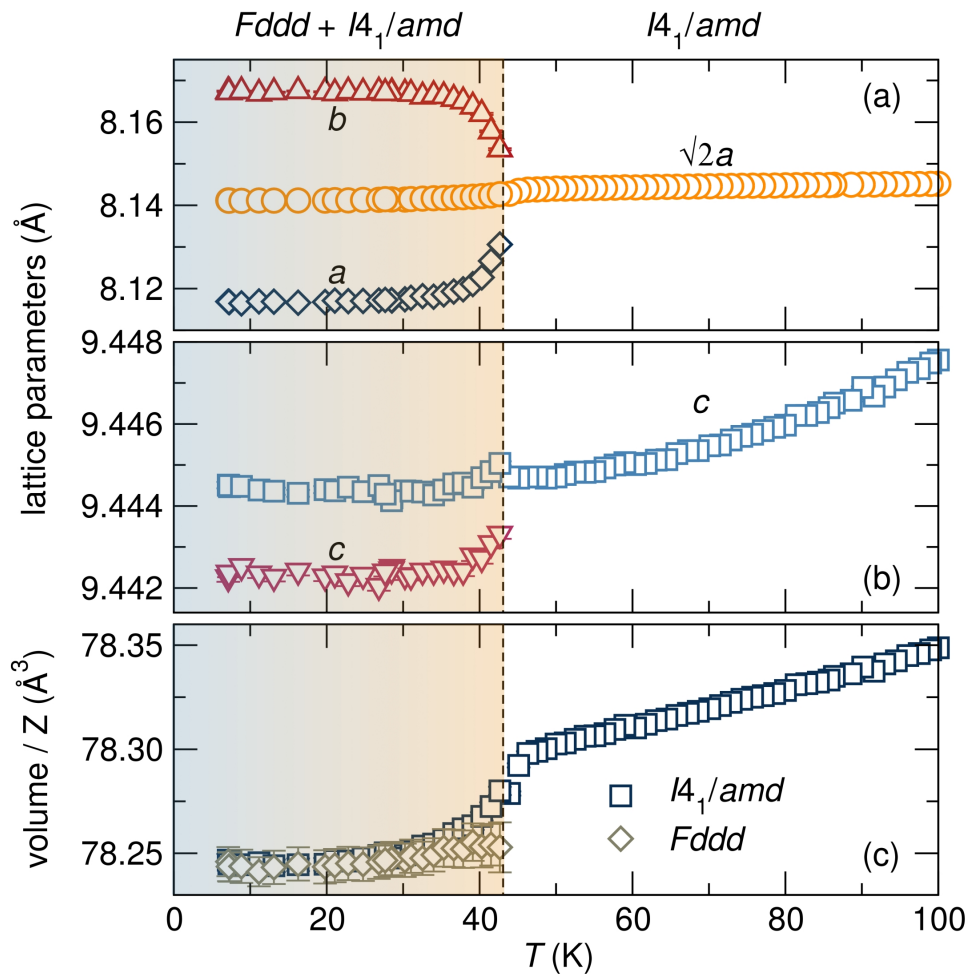 Fddd + I4₁/amd I4₁/amd
(a)
8.16
b
√2a
8.14
a
8.12
lattice parameters (Å)
9.448
c
9.446
9.444
c
9.442
(b)
78.35
volume / Z (Å³)
78.30
I4₁/amd
Fddd
78.25
(c)
0 20 40 60 80 100
T (K)